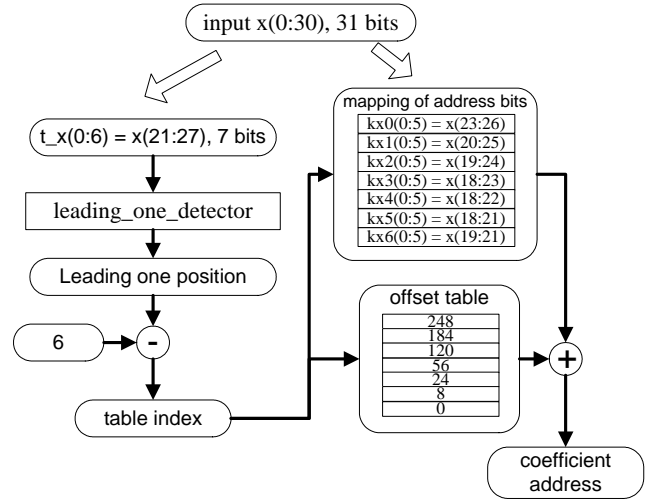 input x(0:30), 31 bits
t_x(0:6) = x(21:27), 7 bits
leading_one_detector
Leading one position
6
-
table index
mapping of address bits
kx0(0:5) = x(23:26)
kx1(0:5) = x(20:25)
kx2(0:5) = x(19:24)
kx3(0:5) = x(18:23)
kx4(0:5) = x(18:22)
kx5(0:5) = x(18:21)
kx6(0:5) = x(19:21)
offset table
248
184
120
56
24
8
0
+
coefficient
address